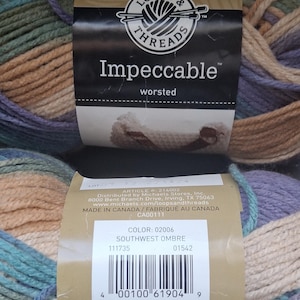 &
THREADS
Impeccable™
worsted
Distributed by Michaels Stores, Inc.
8000 Bent Branch Drive, Irving, TX 75063
www.michaels.com/loopsandthreads
MADE IN CANADA / FABRIQUÉ AU CANADA
CA00111
COLOR: 02006
SOUTHWEST OMBRE
111735 01542
4 00100 61904 9